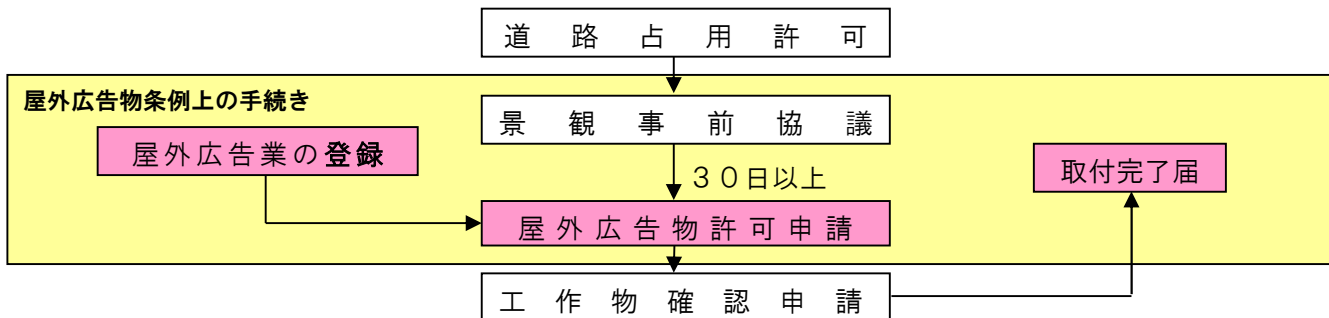 道路占用許可
屋外広告物条例上の手続き
景観事前協議
屋外広告業の登録
３０日以上
取付完了届
屋外広告物許可申請
工作物確認申請